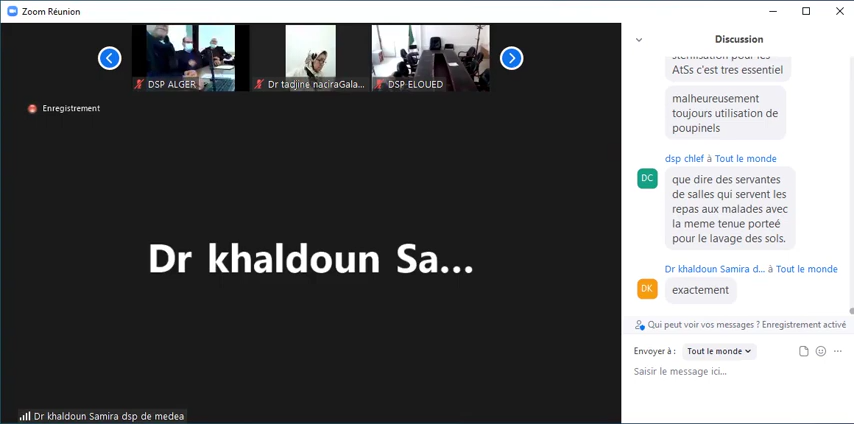 Zoom Réunion
DSP ALGER
Dr tadjine naciraGala...
DSP ELOUED
Enregistrement
Dr khaldoun Sa...
Dr khaldoun Samira dsp de medea
Discussion
AtSs c'est tres essentiel
malheureusement
toujours utilisation de
poupinels
dsp chlef à Tout le monde
DC
que dire des servantes
de salles qui servent les
repas aux malades avec
la meme tenue porteé
pour le lavage des sols.
Dr khaldoun Samira d... à Tout le monde
DK
exactement
Qui peut voir vos messages ? Enregistrement activé
Envoyer à :
Tout le monde
Saisir le message ici...